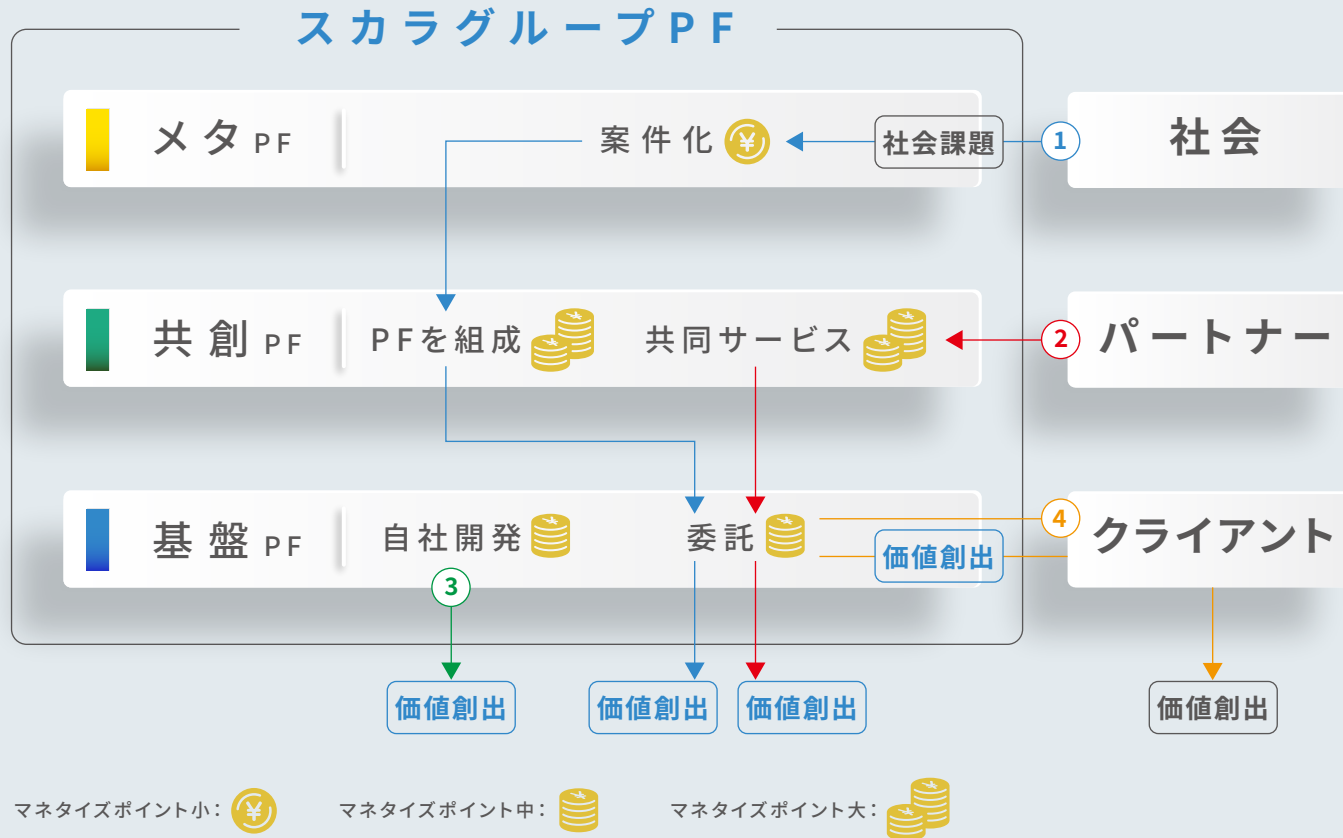 スカラグループPF
メタPF
案件化
社会課題
1
社会
共創PF
PFを組成
共同サービス
2
パートナー
基盤PF
自社開発
委託
4
クライアント
価値創出
3
価値創出
価値創出
価値創出
価値創出
マネタイズポイント小：
マネタイズポイント中：
マネタイズポイント大：